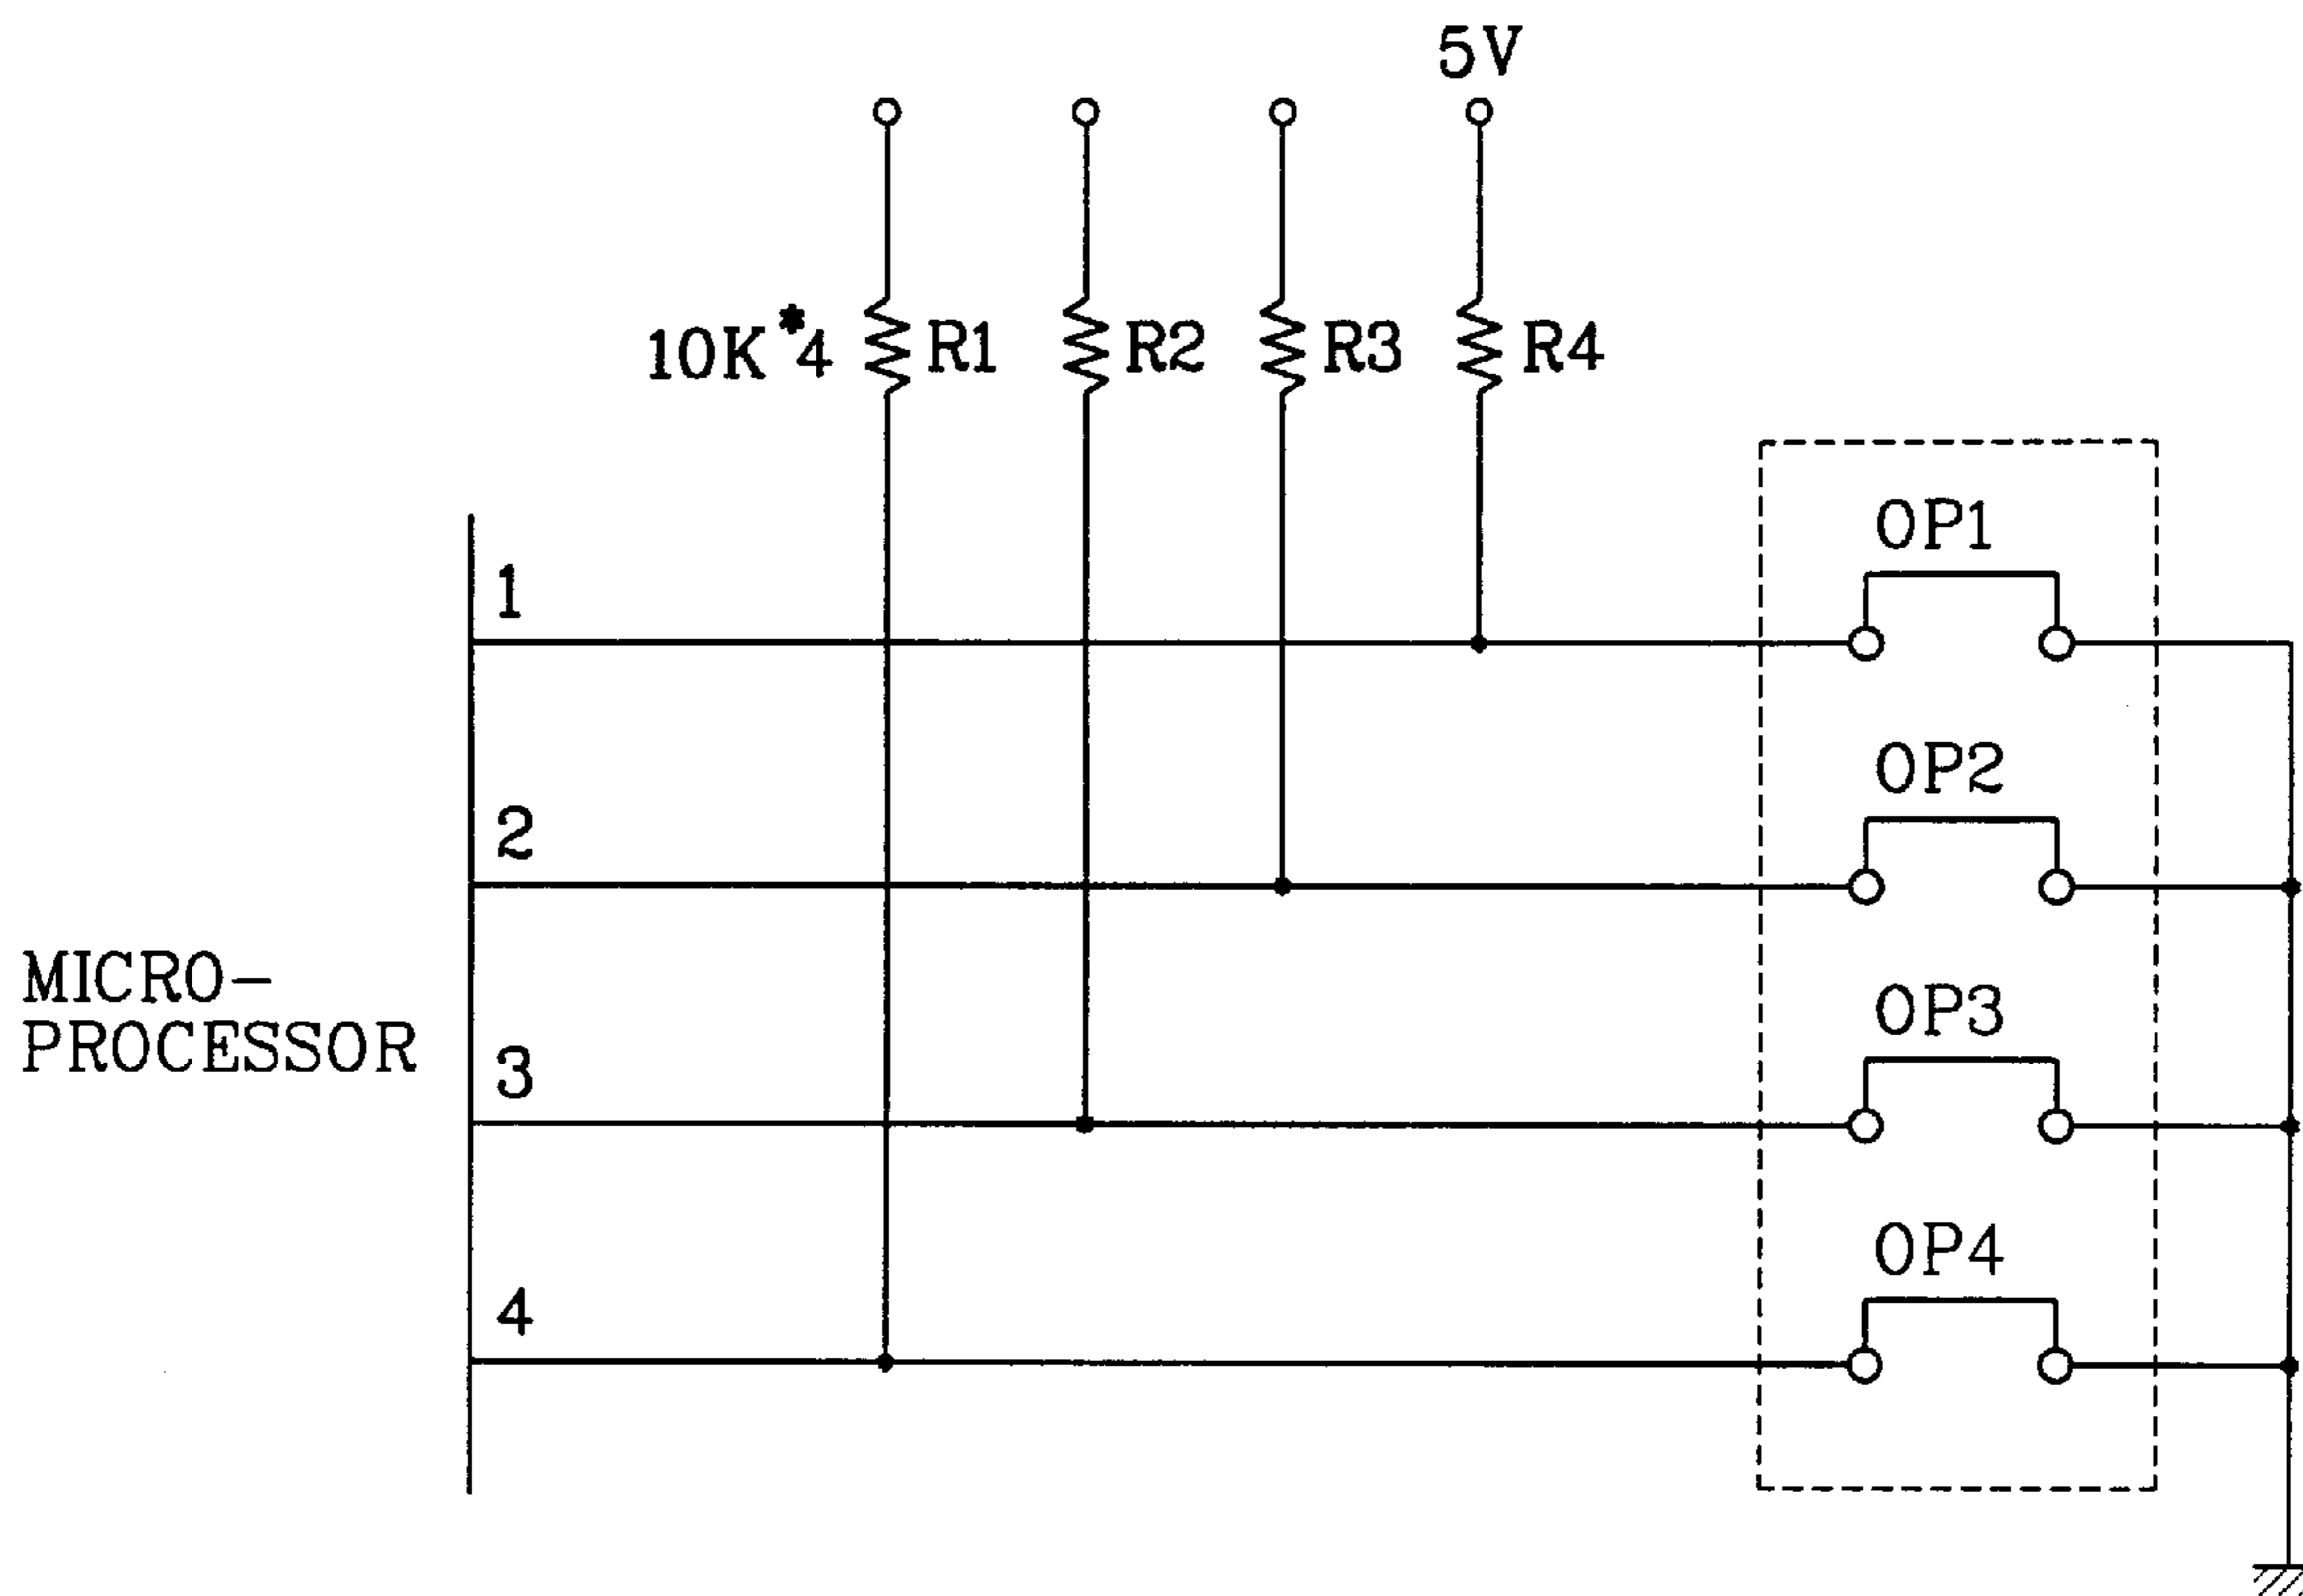 5V
10K*4 R1 R2 R3 R4
OP1
1
OP2
2
MICRO-
PROCESSOR
OP3
3
OP4
4